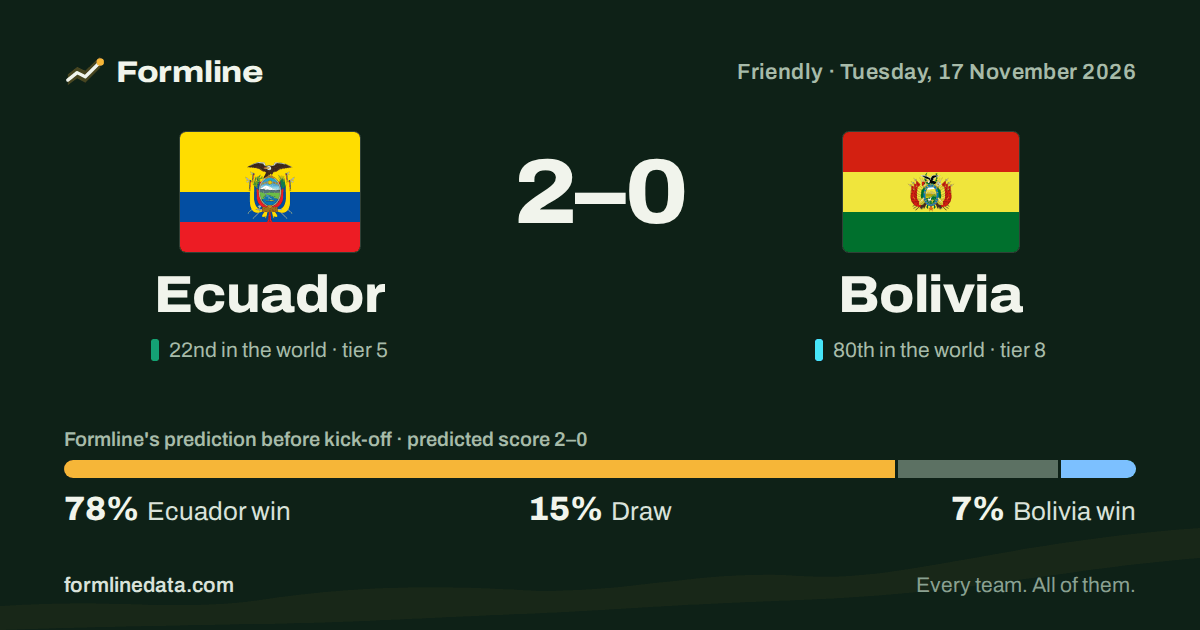 Formline
Friendly · Tuesday, 17 November 2026
2–0
Ecuador
Bolivia
22nd in the world · tier 5
80th in the world · tier 8
Formline's prediction before kick-off · predicted score 2–0
78% Ecuador win
15% Draw
7% Bolivia win
formlinedata.com
Every team. All of them.